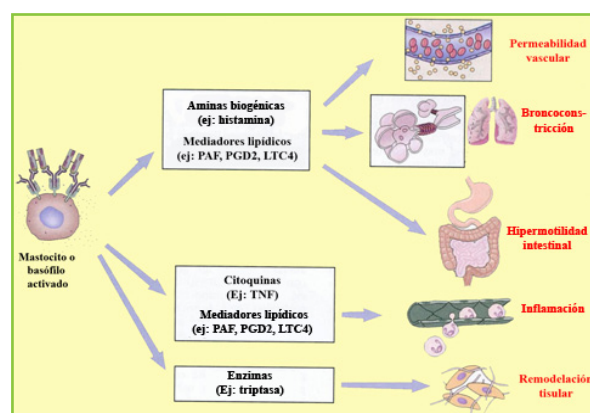 Permeabilidad
vascular
Aminas biogénicas
(ej: histamina)
Mediadores lipídicos
(ej: PAF, PGD2, LTC4)
Broncocons-
tricción
Hipermotilidad
intestinal
Mastocito o
basófilo
activado
Citoquinas
(Ej: TNF)
Mediadores lipídicos
(ej: PAF, PGD2, LTC4)
Inflamación
Enzimas
(Ej: triptasa)
Remodelación
tisular